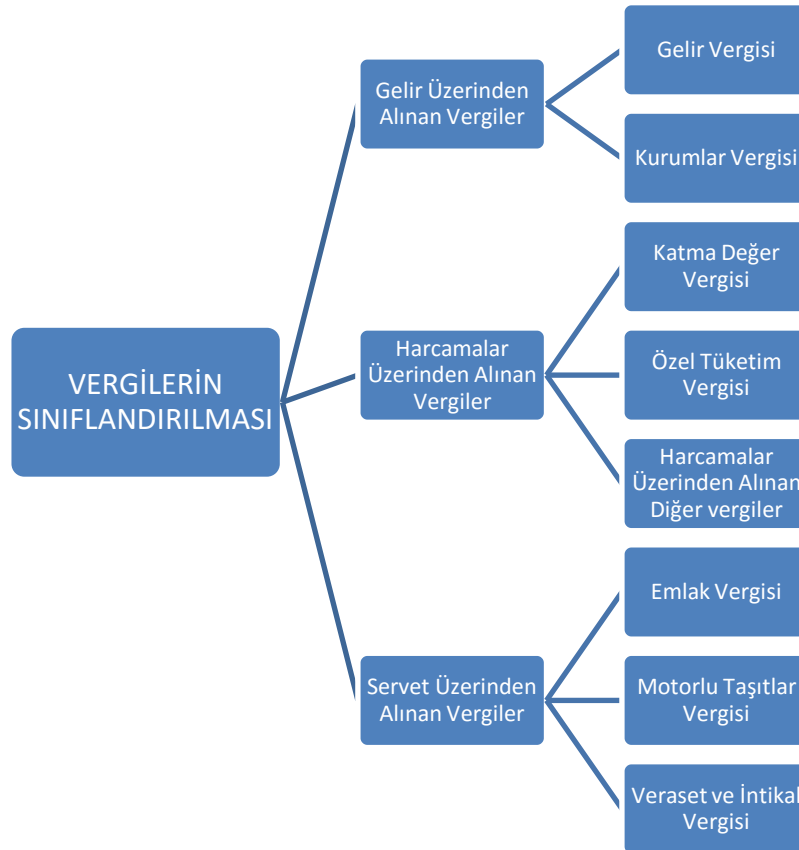 VERGİLERİN
SINIFLANDIRILMASI
Gelir Üzerinden
Alınan Vergiler
Gelir Vergisi
Kurumlar Vergisi
Harcamalar
Üzerinden Alınan
Vergiler
Katma Değer
Vergisi
Özel Tüketim
Vergisi
Harcamalar
Üzerinden Alınan
Diğer vergiler
Servet Üzerinden
Alınan Vergiler
Emlak Vergisi
Motorlu Taşıtlar
Vergisi
Veraset ve İntikal
Vergisi